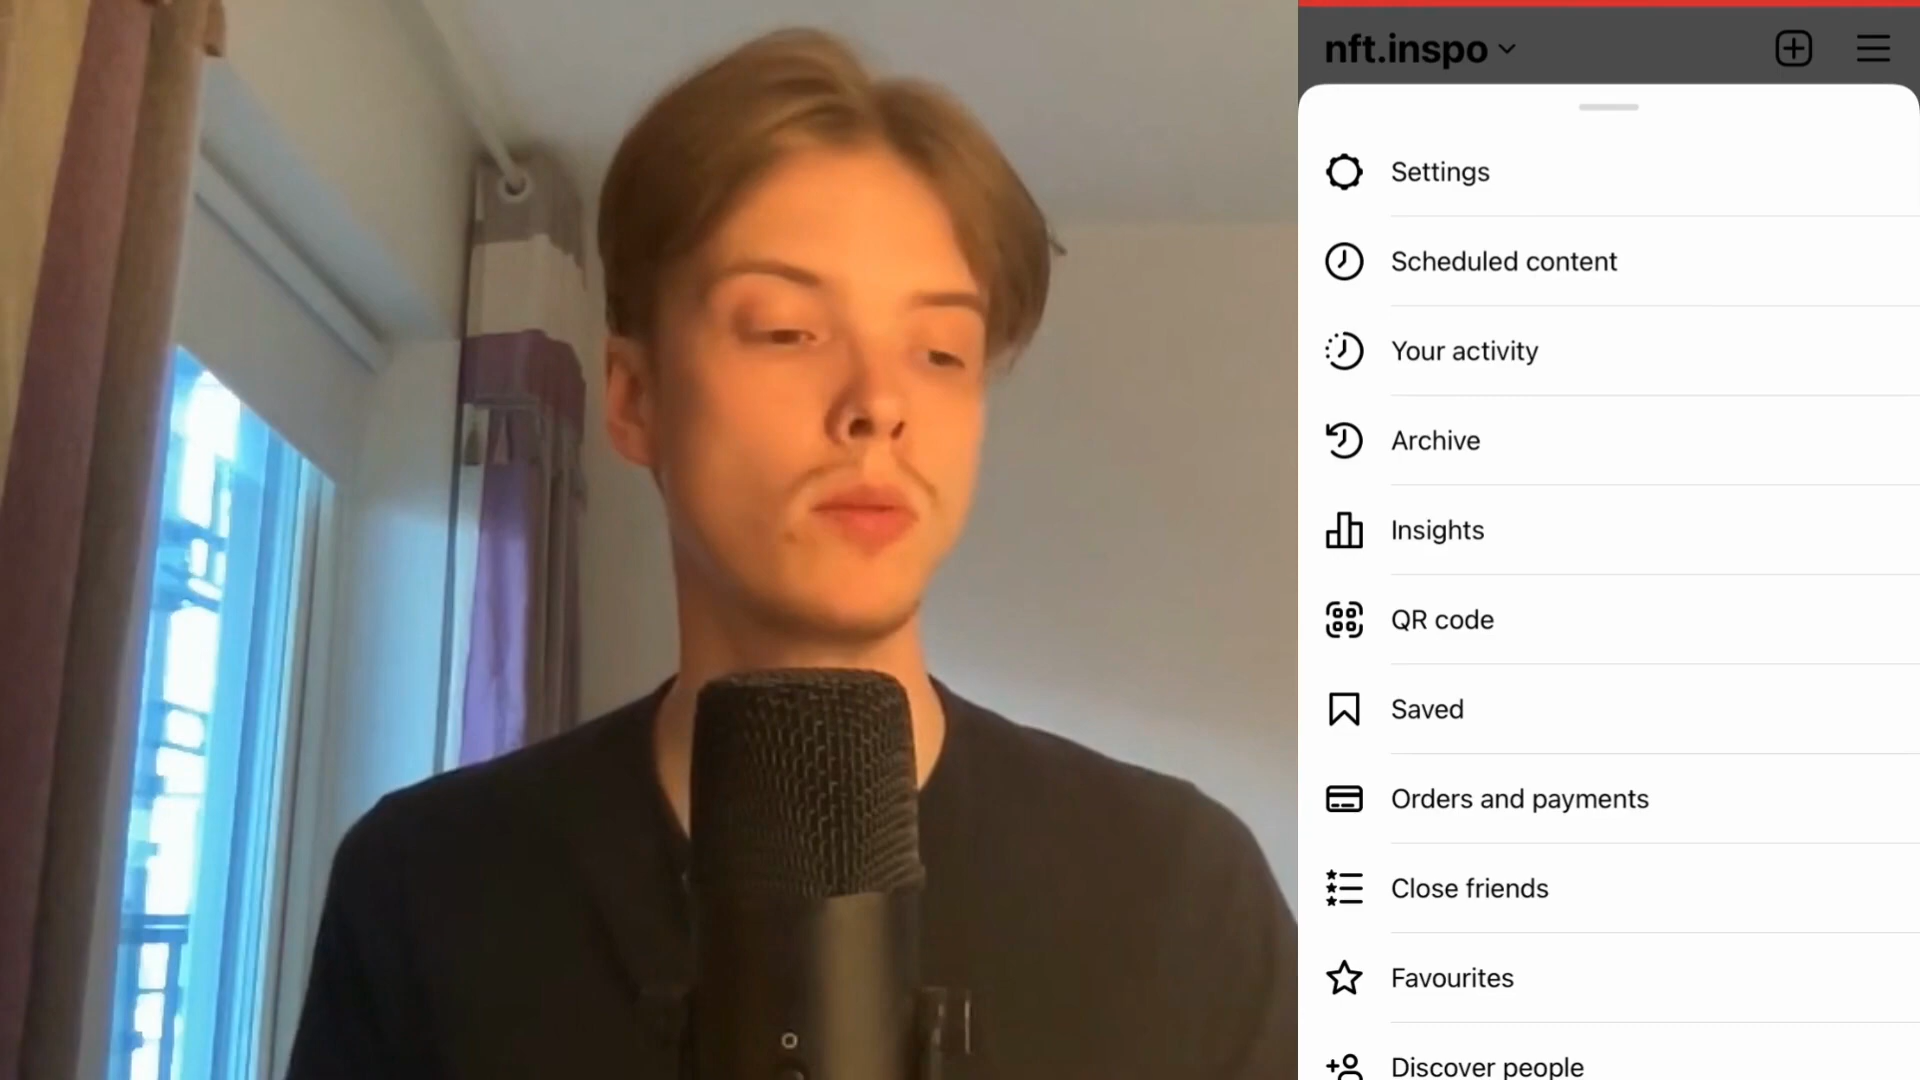 nft.inspo
Settings
Scheduled content
Your activity
Archive
Insights
QR code
Saved
Orders and payments
Close friends
Favourites
Discover people